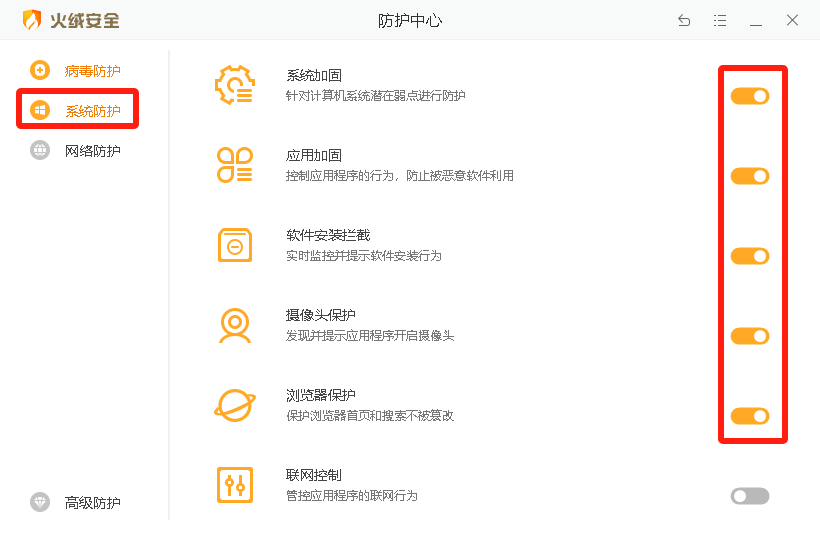 火绒安全
防护中心
病毒防护
系统防护
网络防护
高级防护
系统加固
针对计算机系统潜在弱点进行防护
应用加固
控制应用程序的行为，防止被恶意软件利用
软件安装拦截
实时监控并提示软件安装行为
摄像头保护
发现并提示应用程序开启摄像头
浏览器保护
保护浏览器首页和搜索不被篡改
联网控制
管控应用程序的联网行为